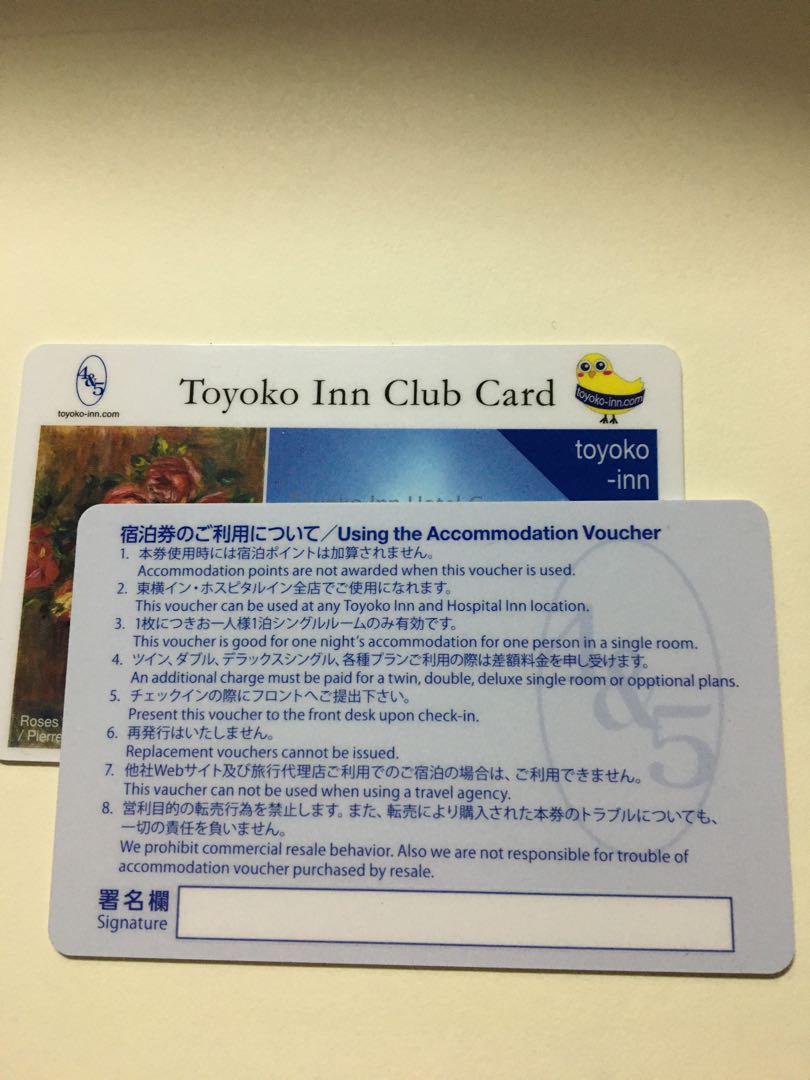 4&5
toyoko-inn.com
Toyoko Inn Club Card
toyoko-inn.com
toyoko
-inn
Roses
/ Pierre
宿泊券のご利用について/Using the Accommodation Voucher
1. 本券使用時には宿泊ポイントは加算されません。
Accommodation points are not awarded when this voucher is used.
2. 東横イン・ホスピタルイン全店でご使用になれます。
This voucher can be used at any Toyoko Inn and Hospital Inn location.
3. 1枚につきお一人様1泊シングルルームのみ有効です。
This voucher is good for one night's accommodation for one person in a single room.
4. ツイン、ダブル、デラックスシングル、各種プランご利用の際は差額料金を申し受けます。
An additional charge must be paid for a twin, double, deluxe single room or opptional plans.
5. チェックインの際にフロントへご提出下さい。
Present this voucher to the front desk upon check-in.
6. 再発行はいたしません。
Replacement vouchers cannot be issued.
7. 他社Webサイト及び旅行代理店ご利用でのご宿泊の場合は、ご利用できません。
This vaucher can not be used when using a travel agency.
8. 営利目的の転売行為を禁止します。また、転売により購入された本券のトラブルについても、
一切の責任を負いません。
We prohibit commercial resale behavior. Also we are not responsible for trouble of
accommodation voucher purchased by resale.
署名欄
Signature
4&5